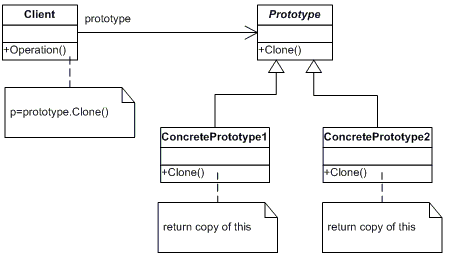 Client
prototype
Prototype
+Operation()
+Clone()
p=prototype.Clone()
ConcretePrototype1
ConcretePrototype2
+Clone()
+Clone()
return copy of this
return copy of this